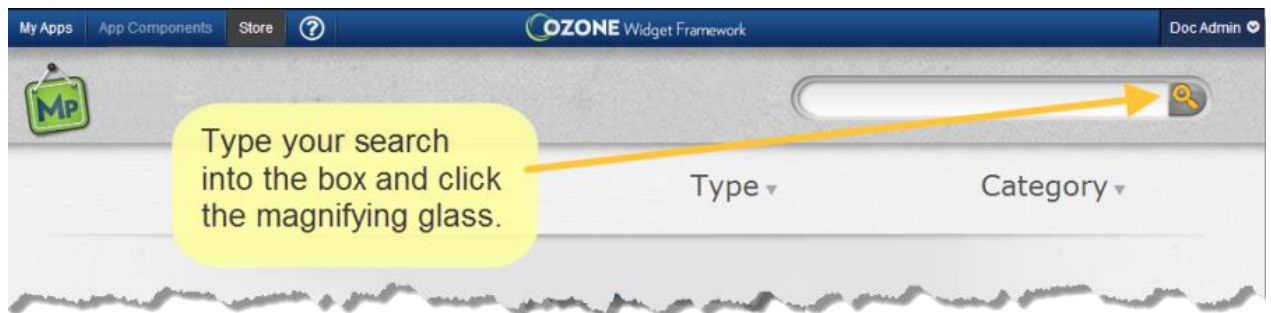 My Apps App Components Store ? OZONE Widget Framework Doc Admin
MP
Type your search
into the box and click
the magnifying glass.
Type Category